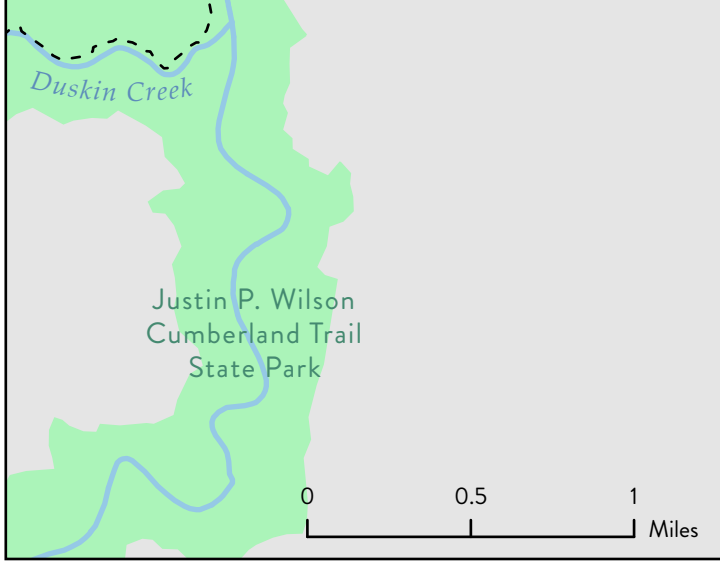 Duskin Creek
Justin P. Wilson
Cumberland Trail
State Park
0 0.5 1
Miles